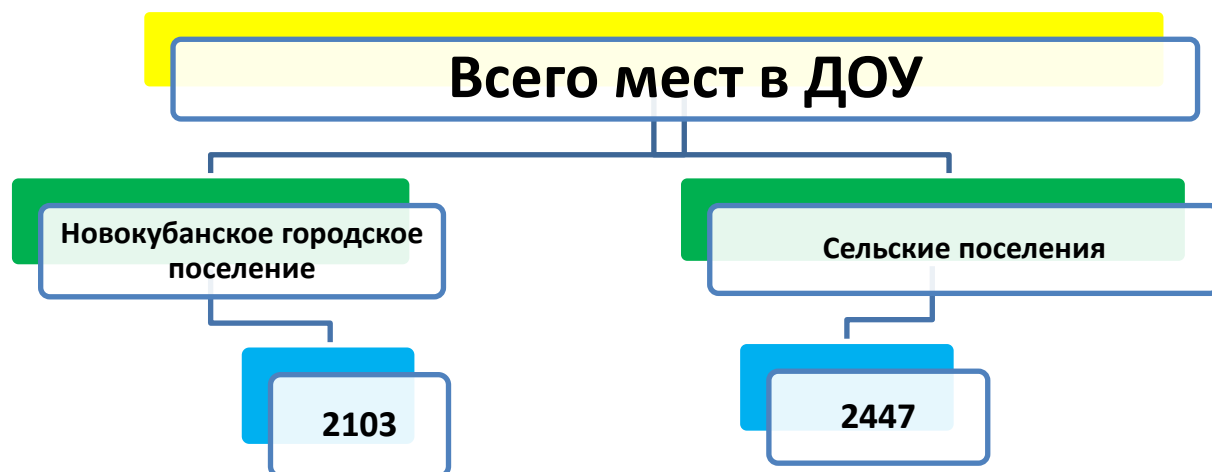 Всего мест в ДОУ
Новокубанское городское
поселение
Сельские поселения
2103
2447